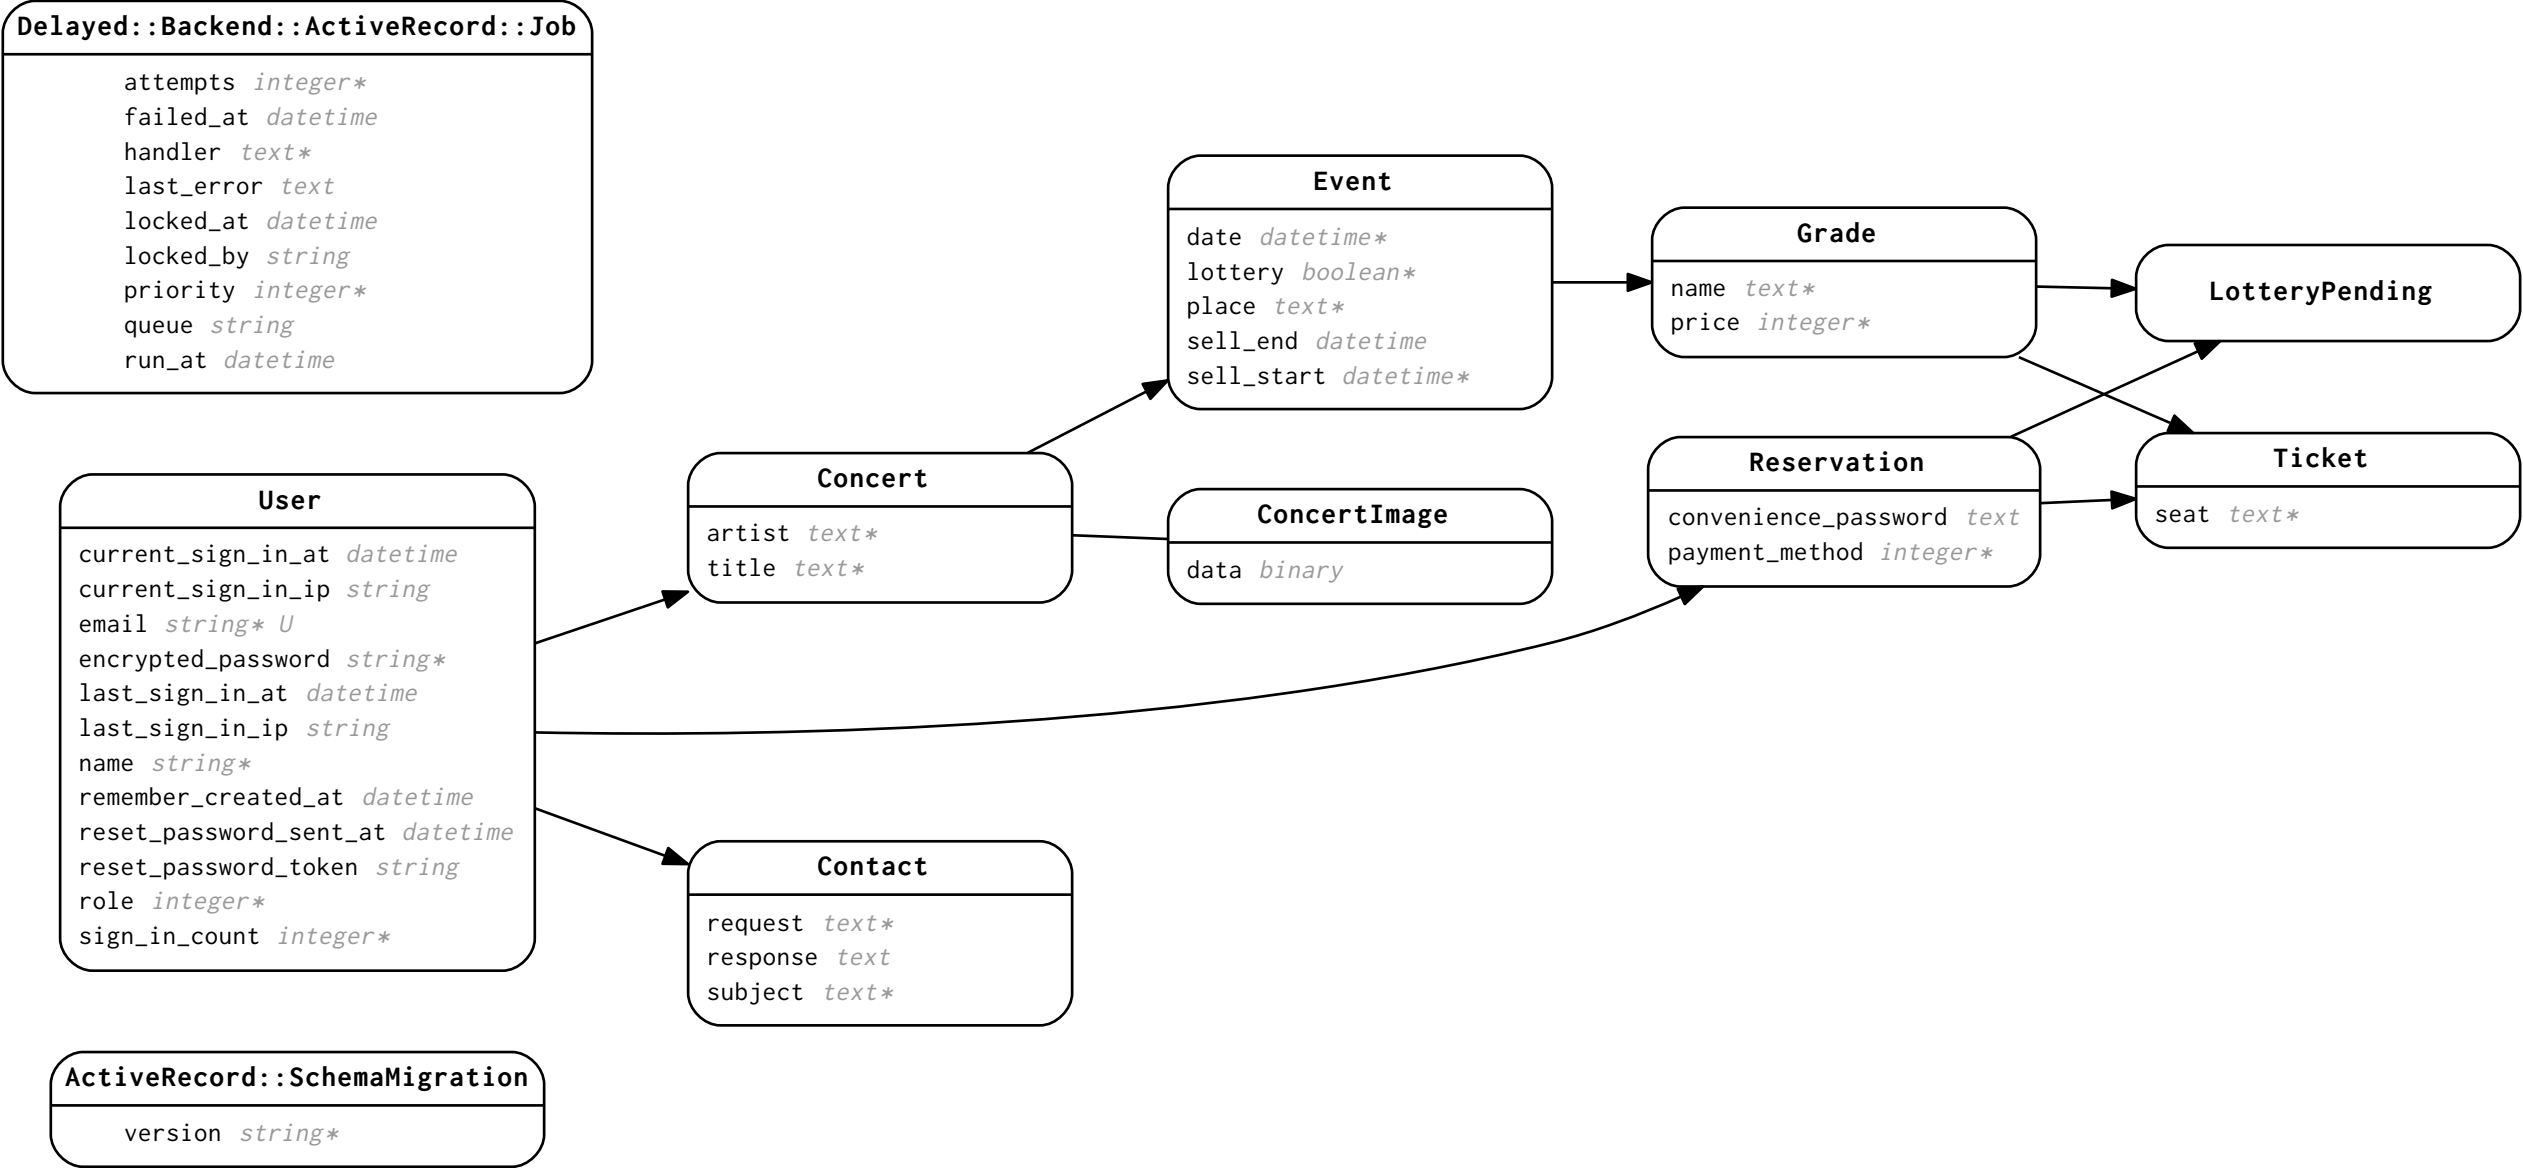 Delayed::Backend::ActiveRecord::Job
attempts integer*
failed_at datetime
handler text*
last_error text
locked_at datetime
locked_by string
priority integer*
queue string
run_at datetime
User
current_sign_in_at datetime
current_sign_in_ip string
email string* U
encrypted_password string*
last_sign_in_at datetime
last_sign_in_ip string
name string*
remember_created_at datetime
reset_password_sent_at datetime
reset_password_token string
role integer*
sign_in_count integer*
ActiveRecord::SchemaMigration
version string*
Concert
artist text*
title text*
Contact
request text*
response text
subject text*
Event
date datetime*
lottery boolean*
place text*
sell_end datetime
sell_start datetime*
ConcertImage
data binary
Grade
name text*
price integer*
Reservation
convenience_password text
payment_method integer*
LotteryPending
Ticket
seat text*